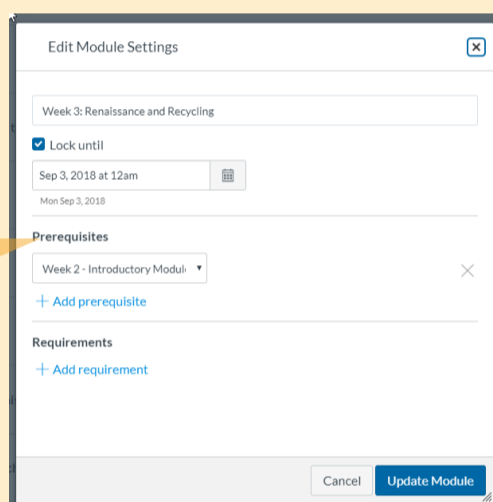 Edit Module Settings
Week 3: Renaissance and Recycling
Lock until
Sep 3, 2018 at 12am
Mon Sep 3, 2018
Prerequisites
Week 2 - Introductory Modul
Add prerequisite
Requirements
Add requirement
Cancel Update Module